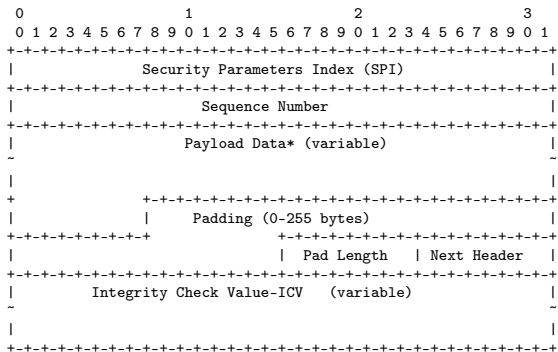 0                   1                   2                   3
0 1 2 3 4 5 6 7 8 9 0 1 2 3 4 5 6 7 8 9 0 1 2 3 4 5 6 7 8 9 0 1
+-+-+-+-+-+-+-+-+-+-+-+-+-+-+-+-+-+-+-+-+-+-+-+-+-+-+-+-+-+-+-+-+
|               Security Parameters Index (SPI)                 |
+-+-+-+-+-+-+-+-+-+-+-+-+-+-+-+-+-+-+-+-+-+-+-+-+-+-+-+-+-+-+-+-+
|                      Sequence Number                          |
+-+-+-+-+-+-+-+-+-+-+-+-+-+-+-+-+-+-+-+-+-+-+-+-+-+-+-+-+-+-+-+-+
|                    Payload Data* (variable)                   |
~                                                               ~
|                                                               |
+               +-+-+-+-+-+-+-+-+-+-+-+-+-+-+-+-+-+-+-+-+-+-+-+-+
|               |     Padding (0-255 bytes)                     |
+-+-+-+-+-+-+-+-+               +-+-+-+-+-+-+-+-+-+-+-+-+-+-+-+-+
|                               |  Pad Length   | Next Header   |
+-+-+-+-+-+-+-+-+-+-+-+-+-+-+-+-+-+-+-+-+-+-+-+-+-+-+-+-+-+-+-+-+
|         Integrity Check Value-ICV   (variable)                |
~                                                               ~
|                                                               |
+-+-+-+-+-+-+-+-+-+-+-+-+-+-+-+-+-+-+-+-+-+-+-+-+-+-+-+-+-+-+-+-+